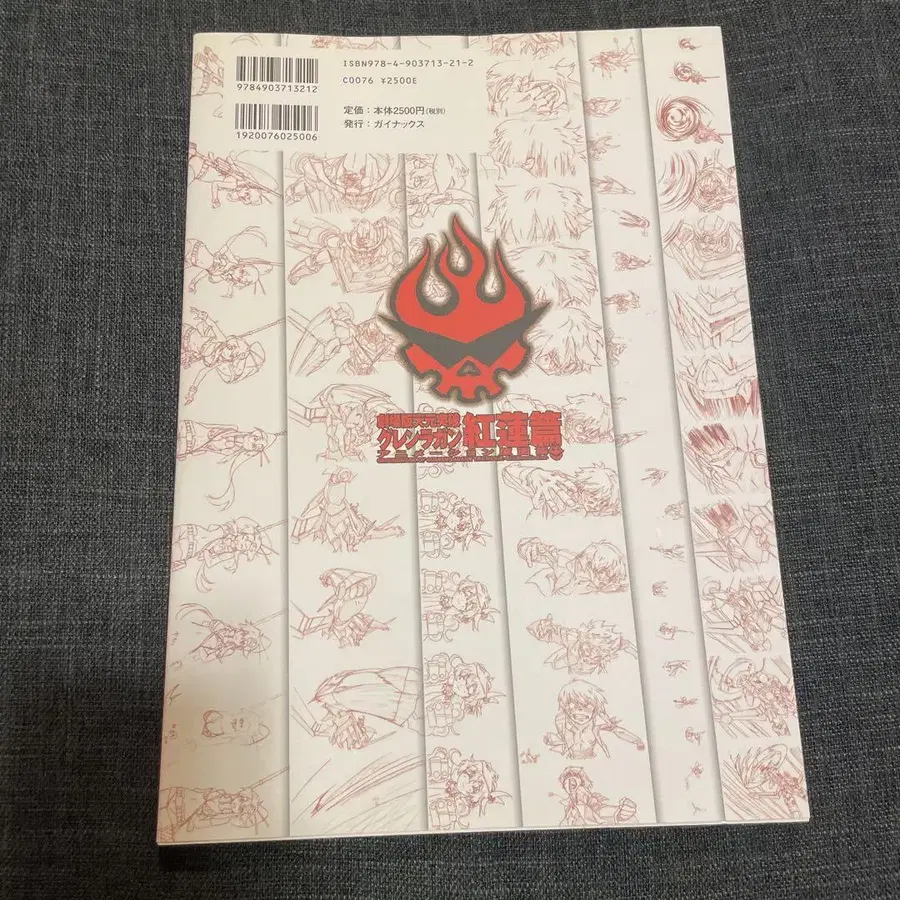 ISBN978-4-903713-21-2
C0076 ¥2500E
9784903713212
定価：本体2500円(税別)
発行：ガイナックス
1920076025006
劇場版天元突破
グレンラガン 紅蓮篇